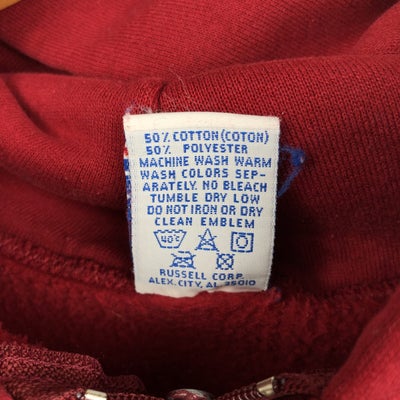 50% COTTON (COTON)
50% POLYESTER
MACHINE WASH WARM
WASH COLORS SEP-
ARATELY. NO BLEACH
TUMBLE DRY LOW
DO NOT IRON OR DRY
CLEAN EMBLEM
40°C
RUSSELL CORP.
ALEX. CITY, AL 35010